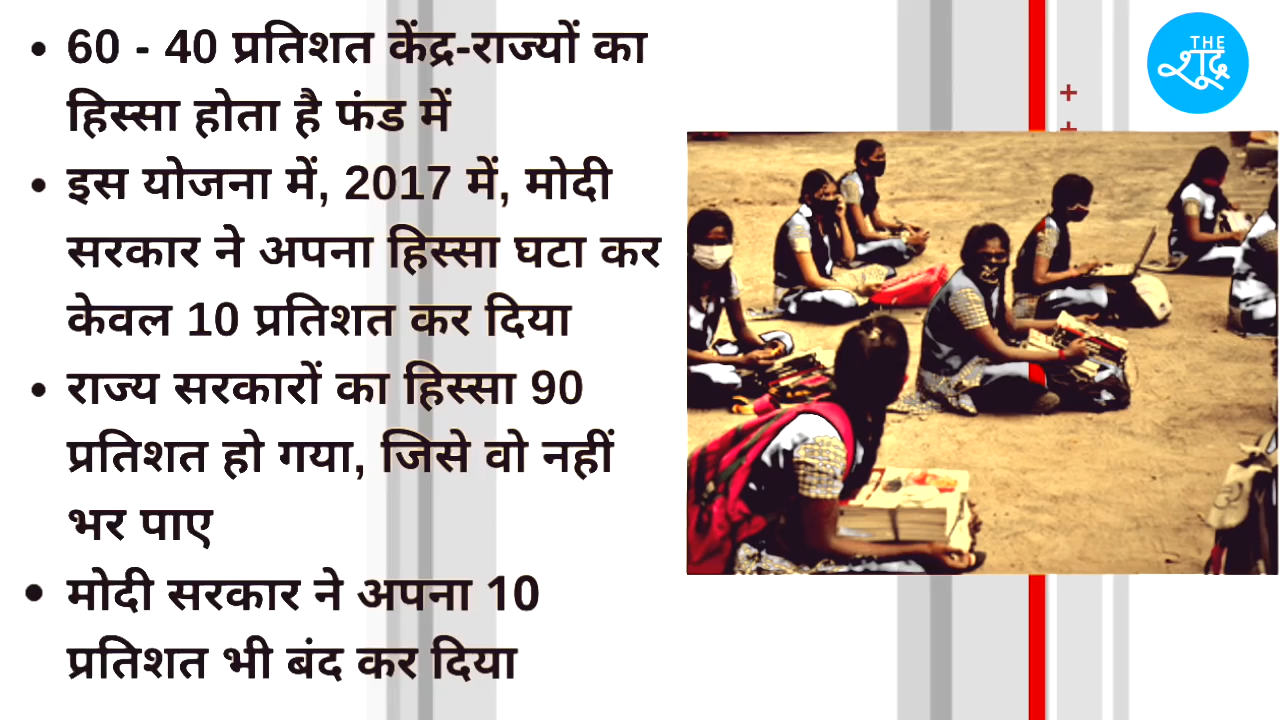 • 60 - 40 प्रतिशत केंद्र-राज्यों का
हिस्सा होता है फंड में
• इस योजना में, 2017 में, मोदी
सरकार ने अपना हिस्सा घटा कर
केवल 10 प्रतिशत कर दिया
• राज्य सरकारों का हिस्सा 90
प्रतिशत हो गया, जिसे वो नहीं
भर पाए
• मोदी सरकार ने अपना 10
प्रतिशत भी बंद कर दिया
THE
शूद्र